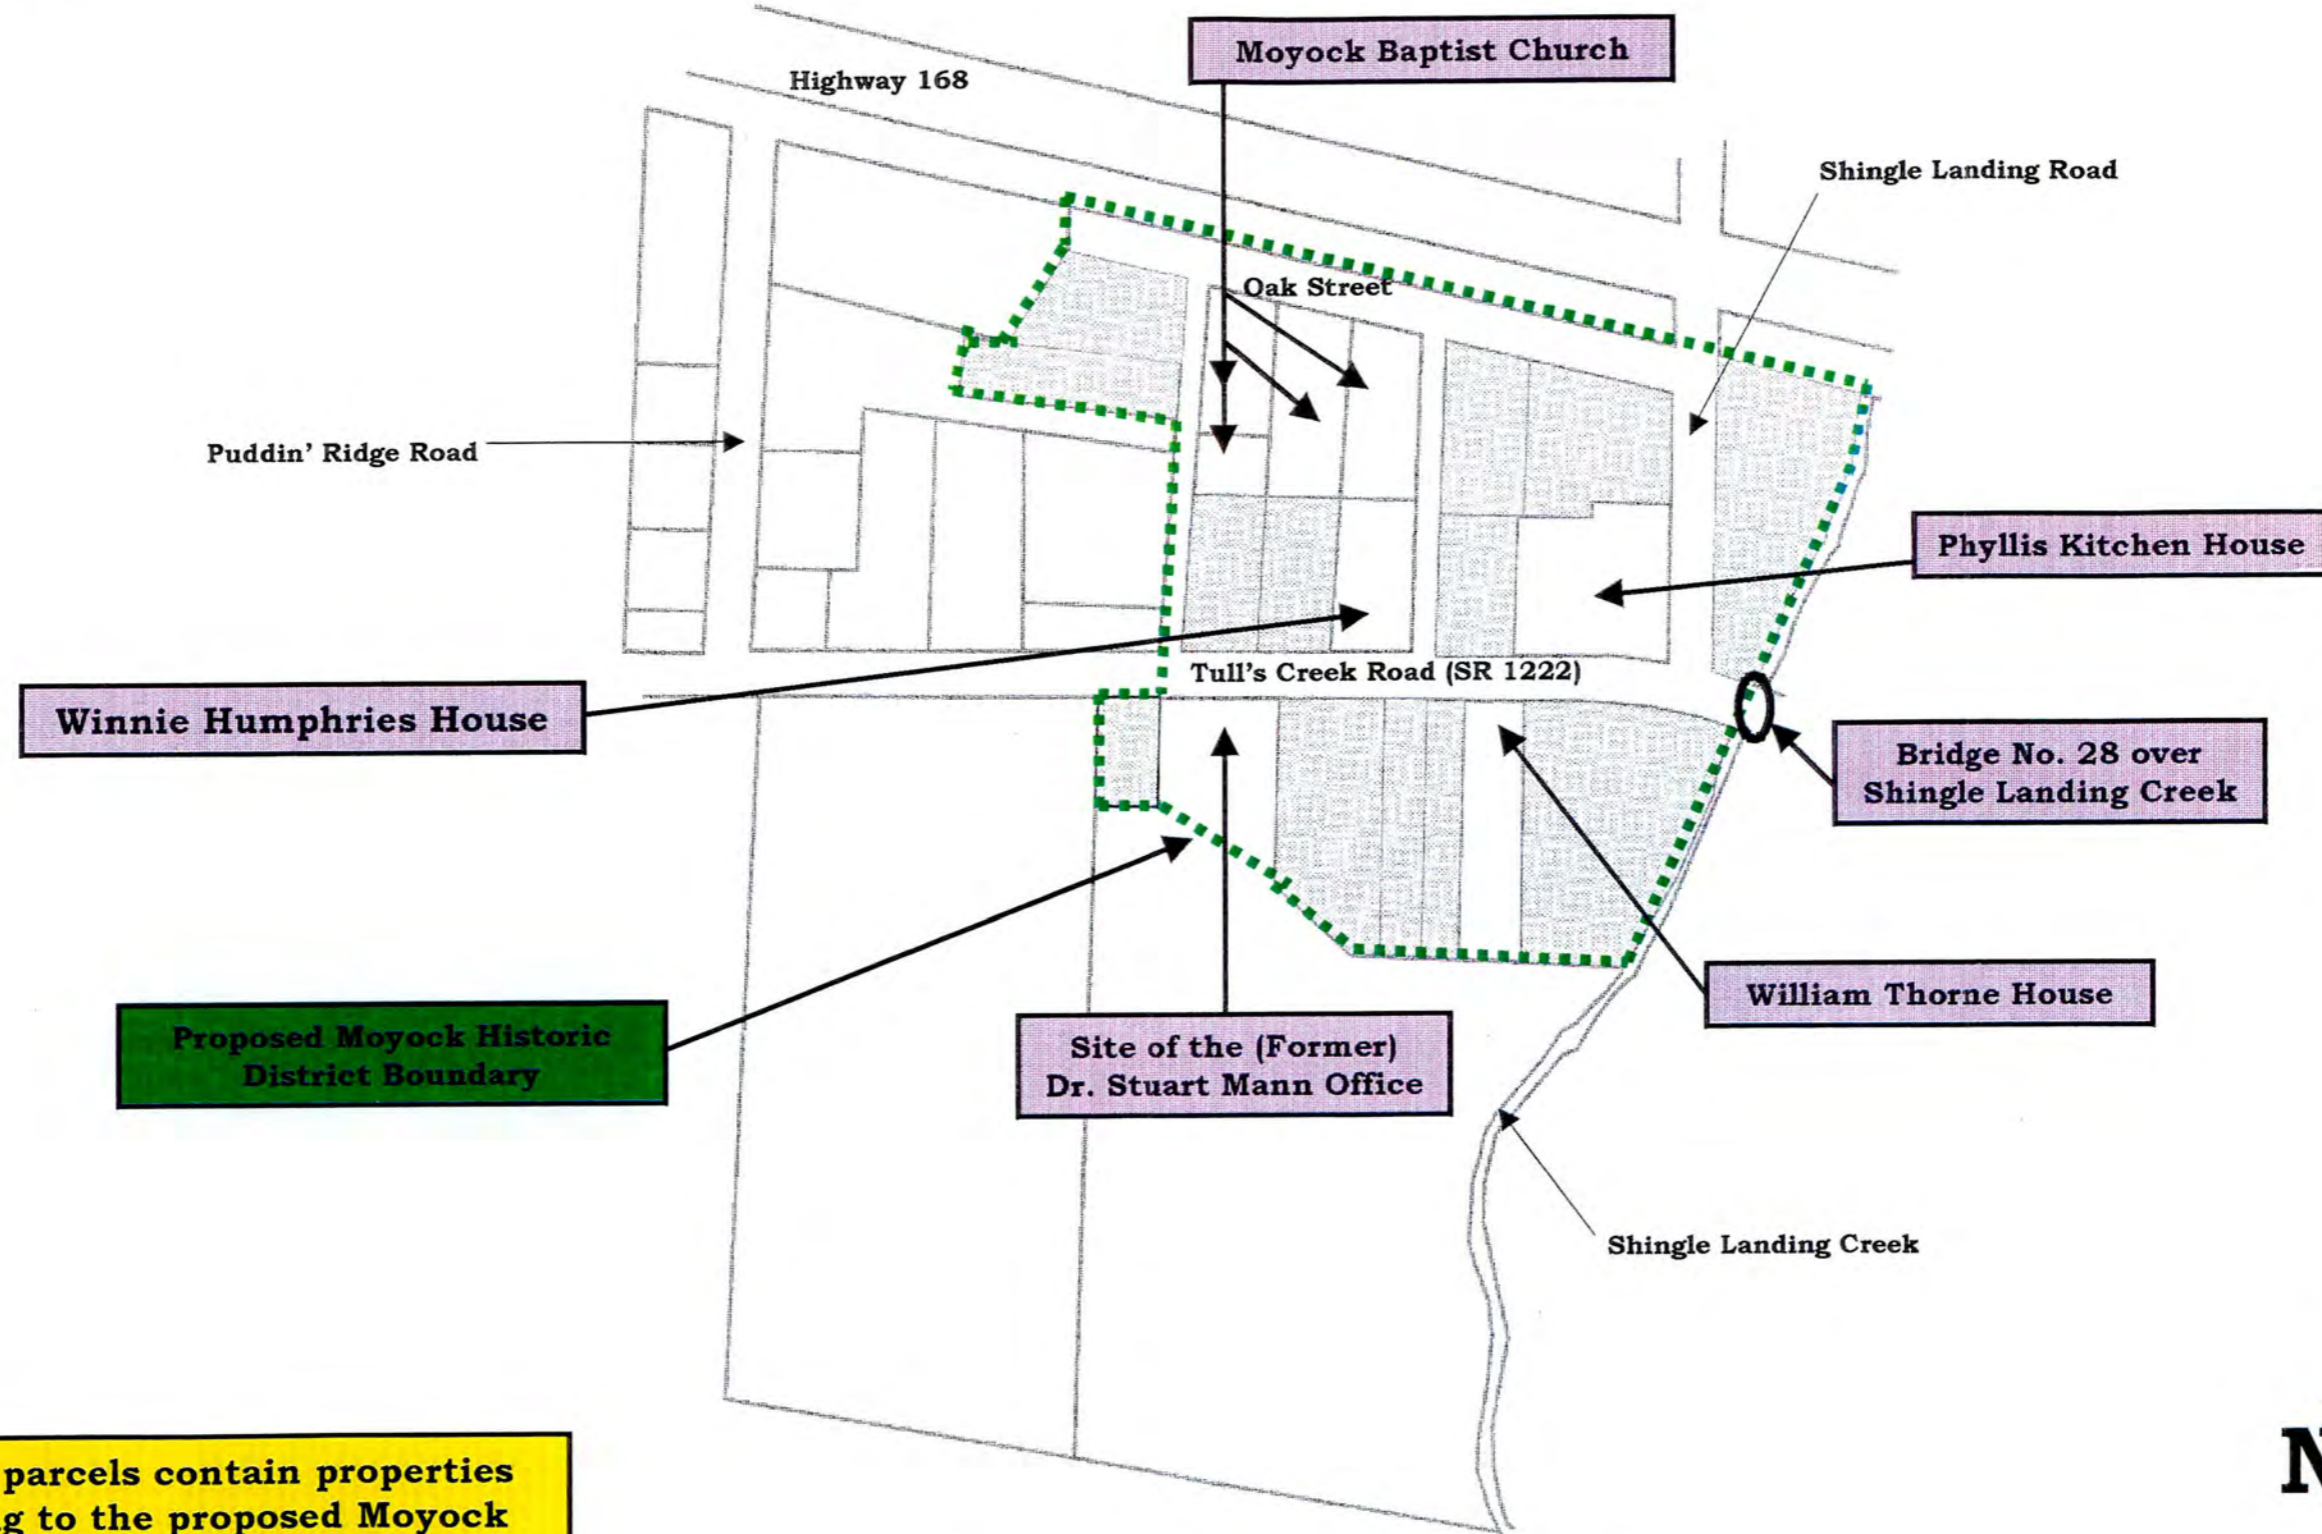 Moyock Baptist Church
Highway 168
Shingle Landing Road
Oak Street
Puddin' Ridge Road
Phyllis Kitchen House
Tull's Creek Road (SR 1222)
Winnie Humphries House
Bridge No. 28 over
Shingle Landing Creek
William Thorne House
Proposed Moyock Historic
District Boundary
Site of the (Former)
Dr. Stuart Mann Office
Shingle Landing Creek
parcels contain properties
to the proposed Moyock
N